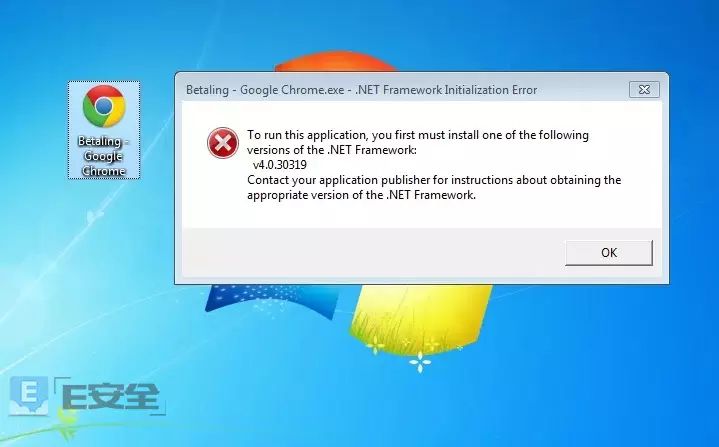 Betaling - Google Chrome.exe - .NET Framework Initialization Error
Betaling -
Google
Chrome
To run this application, you first must install one of the following
versions of the .NET Framework:
v4.0.30319
Contact your application publisher for instructions about obtaining the
appropriate version of the .NET Framework.
OK
E
E安全